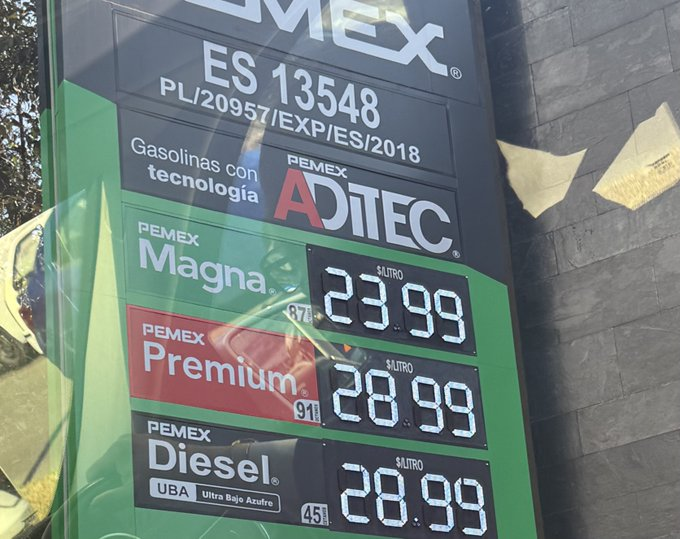 PEMEX®
ES 13548
PL/20957/EXP/ES/2018
Gasolinas con
tecnología
PEMEX
ADITEC®
PEMEX
Magna®
87
$/LITRO
23.99
PEMEX
Premium®
91
$/LITRO
28.99
PEMEX
Diesel®
UBA Ultra Bajo Azufre
45
$/LITRO
28.99